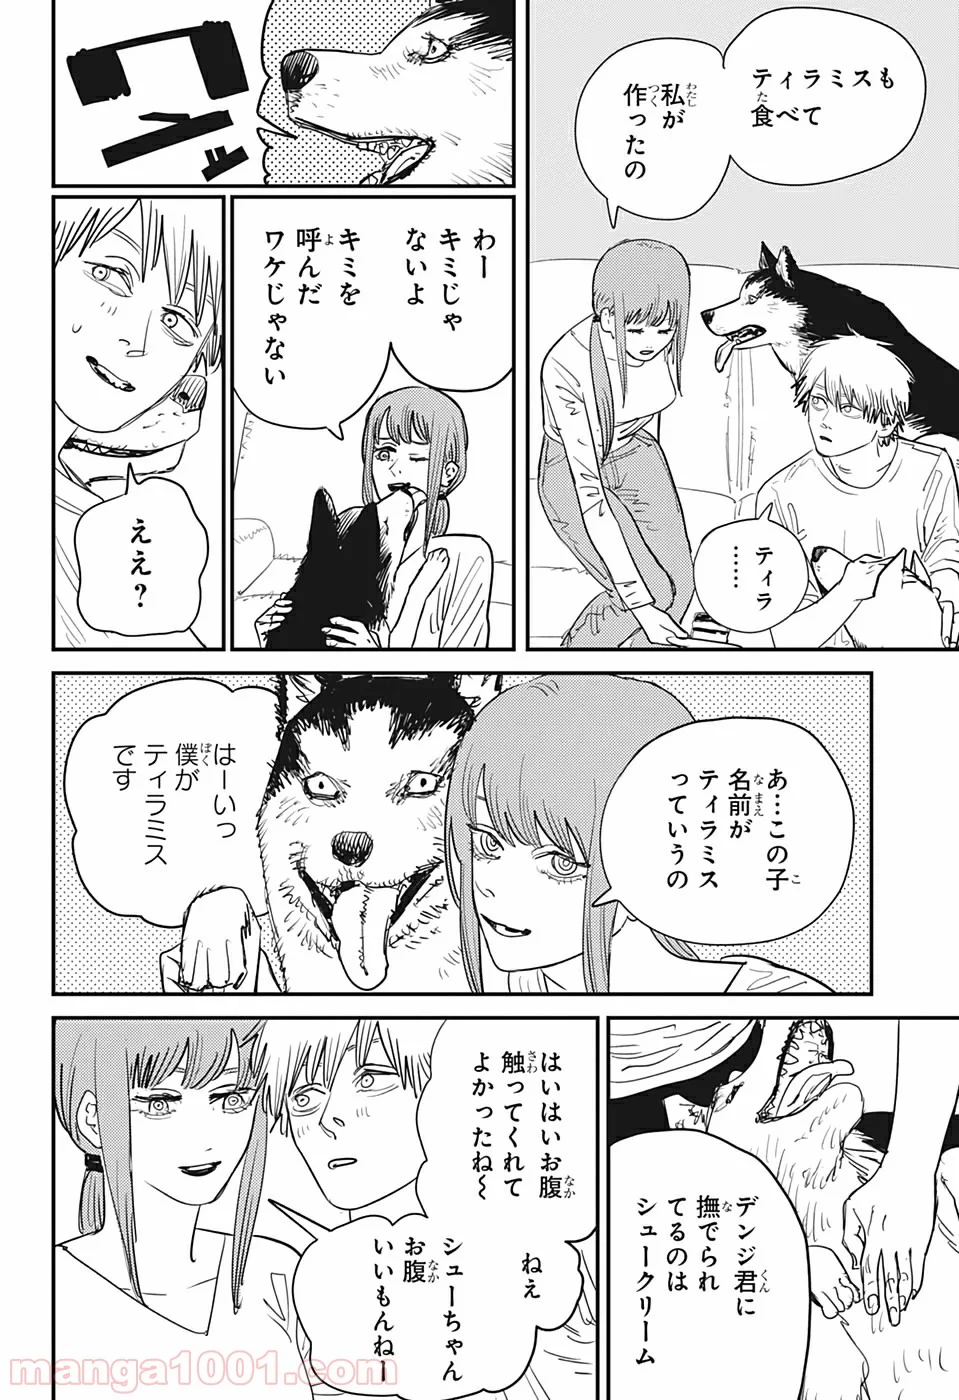 ティラミスも
食べて
私が
作ったの
ティラ
……
わー
キミじゃ
ないよ
キミを
呼んだ
ワケじゃない
ええ?
あ…この子
名前が
ティラミス
っていうの
はーいっ
僕が
ティラミス
です
デンジ君に
撫でられ
てるのは
シュークリーム
はいはいお腹
触ってくれて
よかったね〜
ねえ
シューちゃん
お腹
いいもんねー
manga1001.com